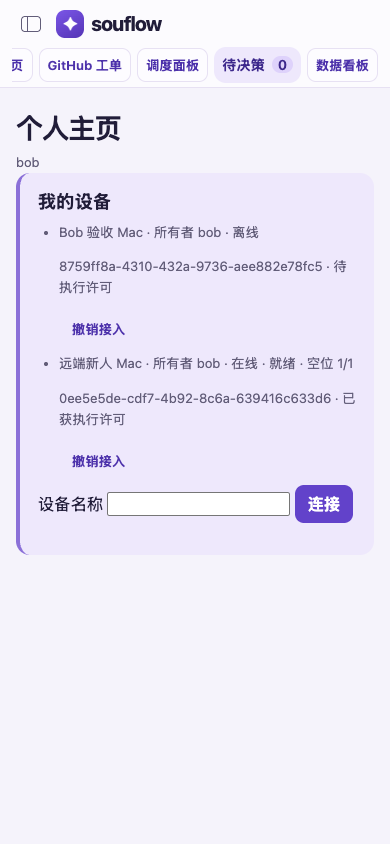 souflow
页 GitHub 工单 调度面板 待决策 0 数据看板
个人主页
bob
我的设备
Bob 验收 Mac · 所有者 bob · 离线
8759ff8a-4310-432a-9736-aee882e78fc5 · 待
执行许可
撤销接入
远端新人 Mac · 所有者 bob · 在线 · 就绪 · 空位 1/1
0ee5e5de-cdf7-4b92-8c6a-639416c633d6 · 已
获执行许可
撤销接入
设备名称 连接